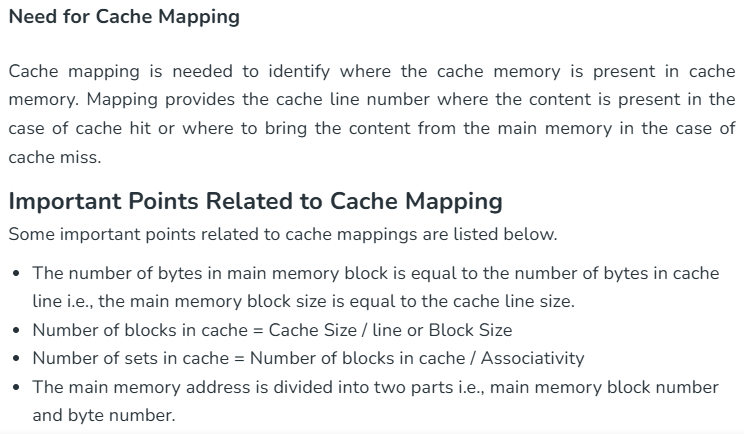 Need for Cache Mapping
Cache mapping is needed to identify where the cache memory is present in cache
memory. Mapping provides the cache line number where the content is present in the
case of cache hit or where to bring the content from the main memory in the case of
cache miss.
Important Points Related to Cache Mapping
Some important points related to cache mappings are listed below.
• The number of bytes in main memory block is equal to the number of bytes in cache
line i.e., the main memory block size is equal to the cache line size.
• Number of blocks in cache = Cache Size / line or Block Size
• Number of sets in cache = Number of blocks in cache / Associativity
• The main memory address is divided into two parts i.e., main memory block number
and byte number.